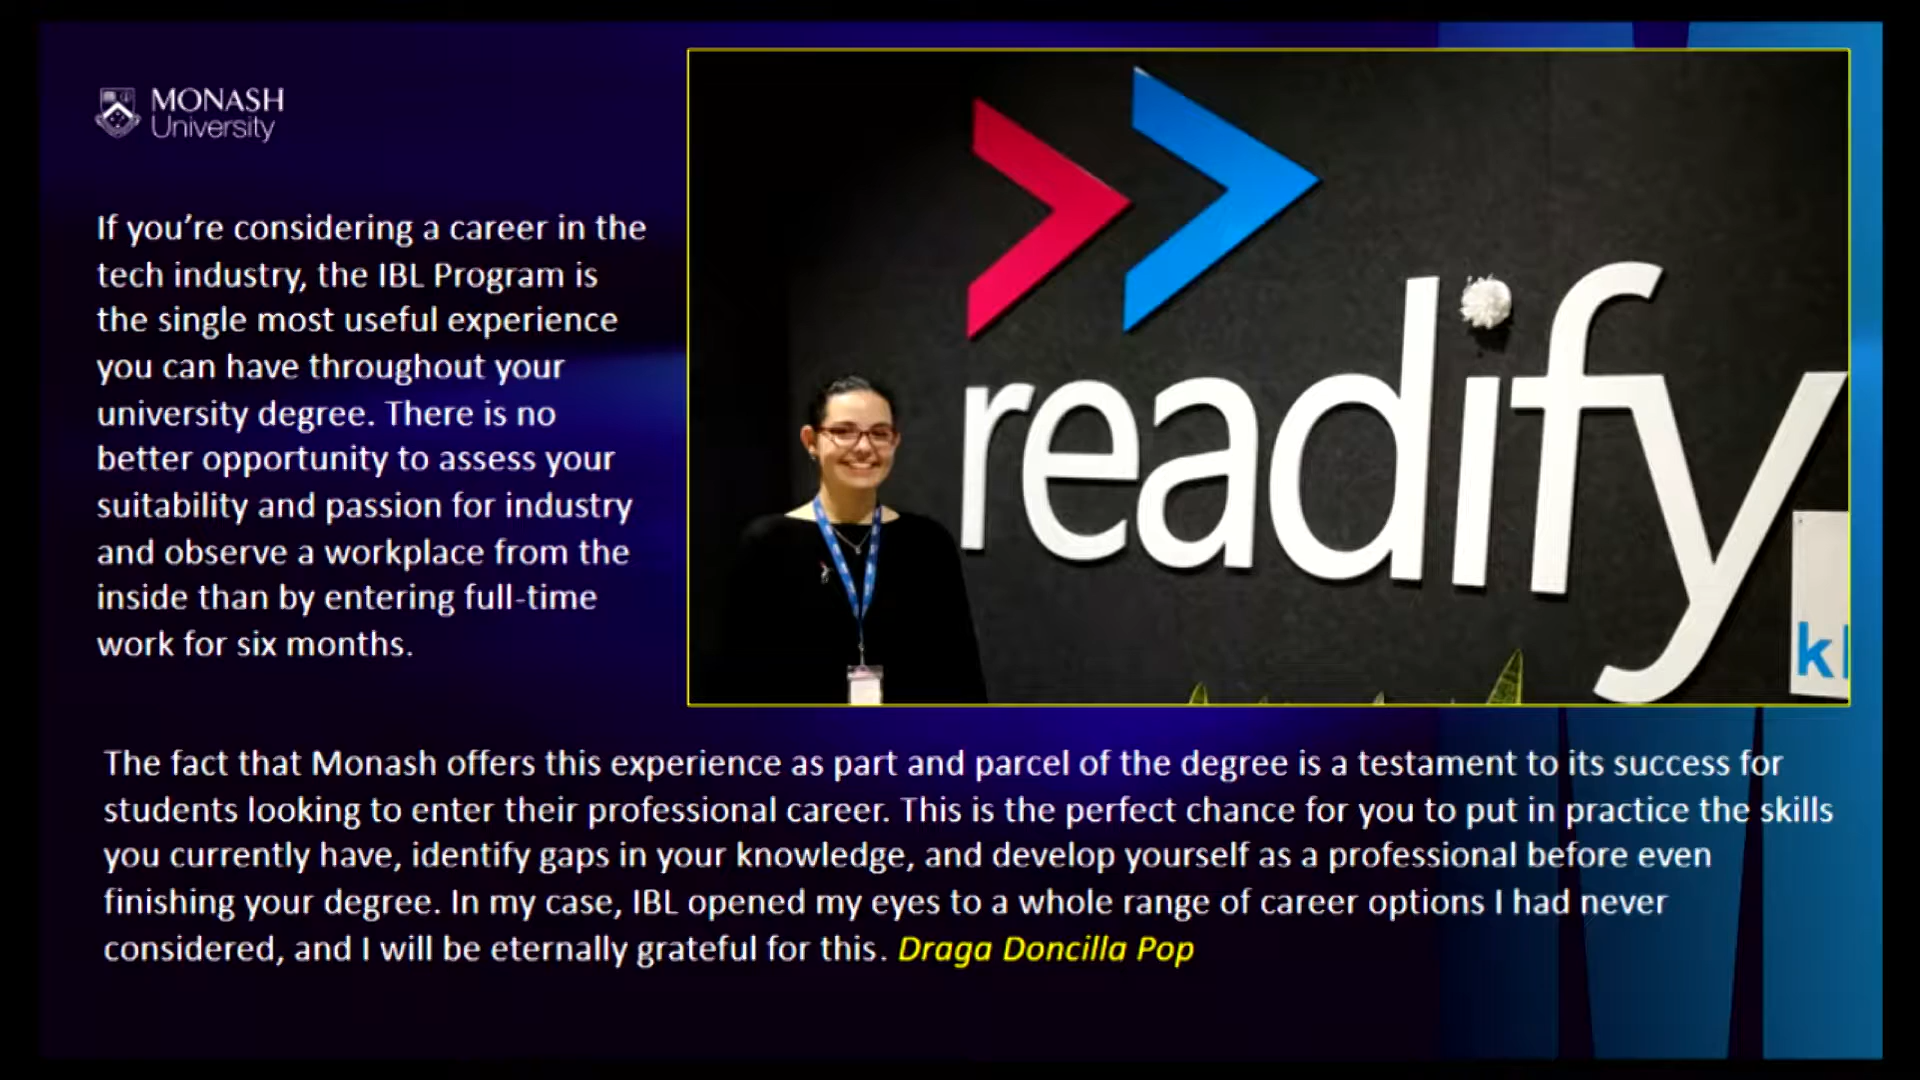 MONASH
University
If you’re considering a career in the
tech industry, the IBL Program is
the single most useful experience
you can have throughout your
university degree. There is no
better opportunity to assess your
suitability and passion for industry
and observe a workplace from the
inside than by entering full-time
work for six months.
readify
The fact that Monash offers this experience as part and parcel of the degree is a testament to its success for
students looking to enter their professional career. This is the perfect chance for you to put in practice the skills
you currently have, identify gaps in your knowledge, and develop yourself as a professional before even
finishing your degree. In my case, IBL opened my eyes to a whole range of career options I had never
considered, and I will be eternally grateful for this. Draga Doncilla Pop